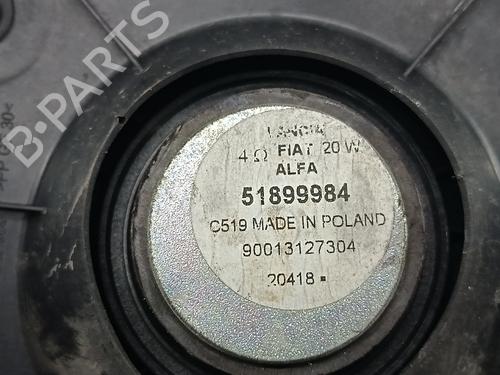 B-PARTS
LANCIA
4 Ω FIAT 20 W
ALFA
51899984
C519 MADE IN POLAND
90013127304
20418